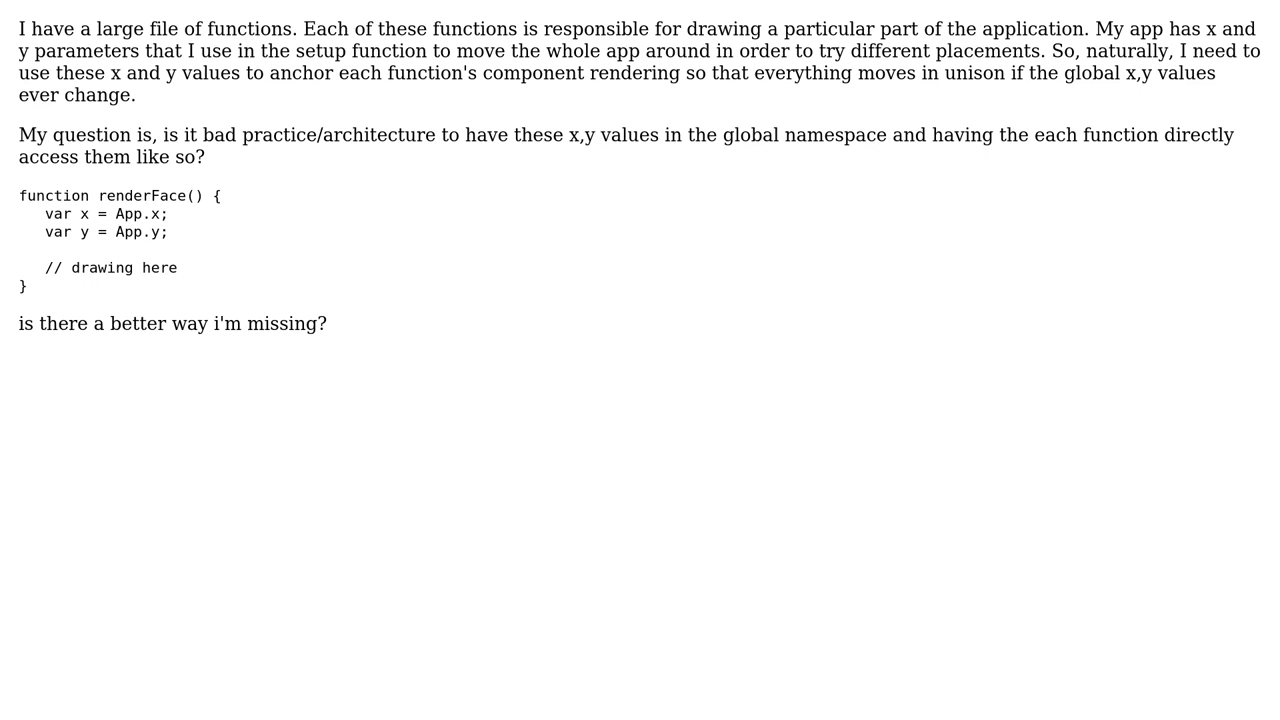 I have a large file of functions. Each of these functions is responsible for drawing a particular part of the application. My app has x and
y parameters that I use in the setup function to move the whole app around in order to try different placements. So, naturally, I need to
use these x and y values to anchor each function's component rendering so that everything moves in unison if the global x,y values
ever change.
My question is, is it bad practice/architecture to have these x,y values in the global namespace and having the each function directly
access them like so?
function renderFace() {
   var x = App.x;
   var y = App.y;

   // drawing here
}
is there a better way i'm missing?